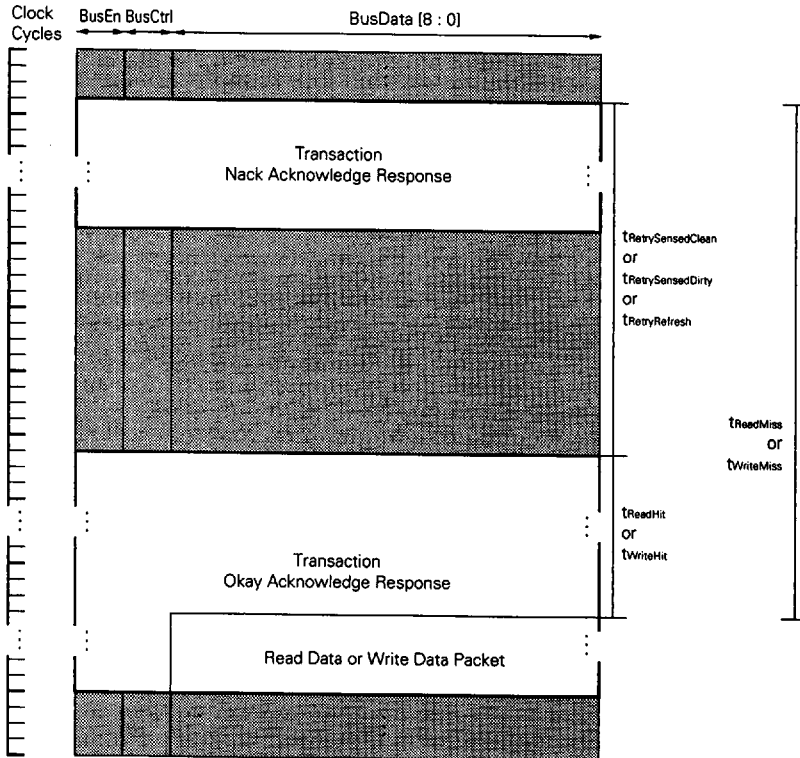 Clock
Cycles
BusEn BusCtrl
BusData [8 : 0]
Transaction
Nack Acknowledge Response
tRetrySensedClean
or
tRetrySensedDirty
or
tRetryRefresh
tReadMiss
or
tWriteMiss
tReadHit
or
tWriteHit
Transaction
Okay Acknowledge Response
Read Data or Write Data Packet